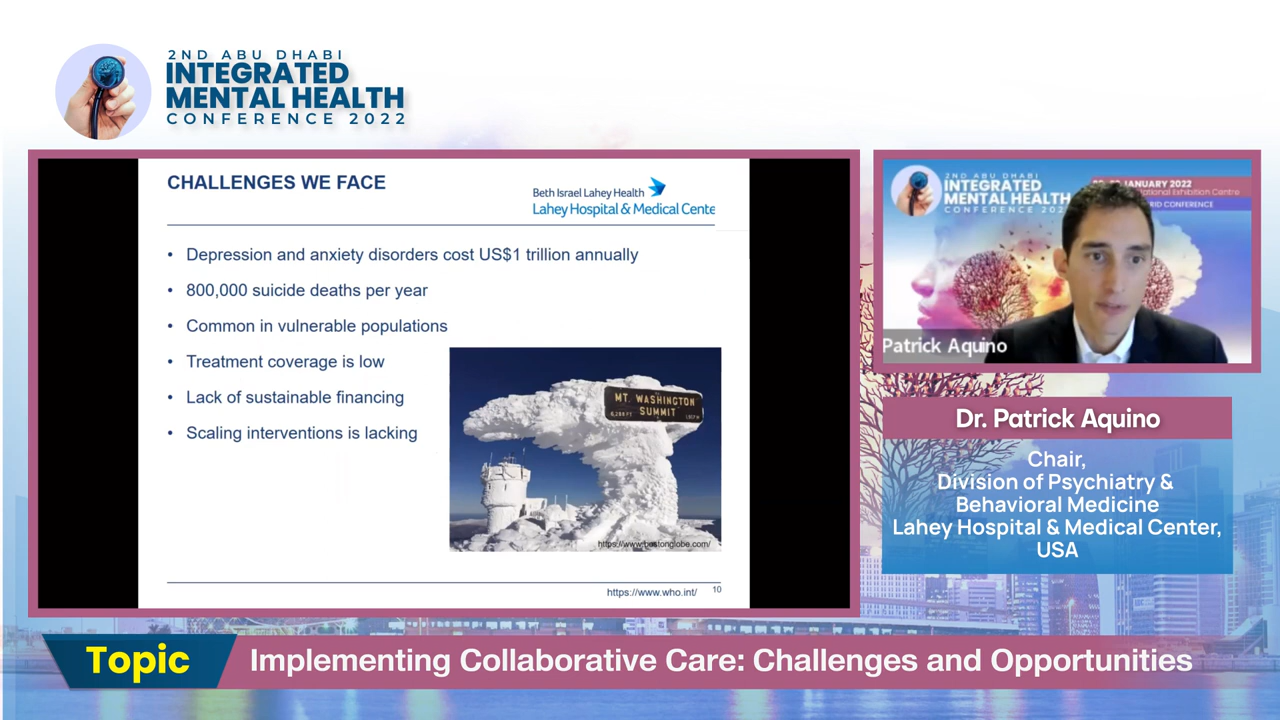 2ND ABU DHABI
INTEGRATED
MENTAL HEALTH
CONFERENCE 2022
CHALLENGES WE FACE
Beth Israel Lahey Health
Lahey Hospital & Medical Cente
• Depression and anxiety disorders cost US$1 trillion annually
• 800,000 suicide deaths per year
• Common in vulnerable populations
• Treatment coverage is low
• Lack of sustainable financing
• Scaling interventions is lacking
MT. WASHINGTON
SUMMIT
https://www.bostonglobe.com/
https://www.who.int/
10
2ND ABU DHABI
INTEGRATED
MENTAL HEALTH
CONFERENCE 202
JANUARY 2022
Exhibition Centre
CONFERENCE
Patrick Aquino
Dr. Patrick Aquino
Chair,
Division of Psychiatry &
Behavioral Medicine
Lahey Hospital & Medical Center,
USA
Topic
Implementing Collaborative Care: Challenges and Opportunities